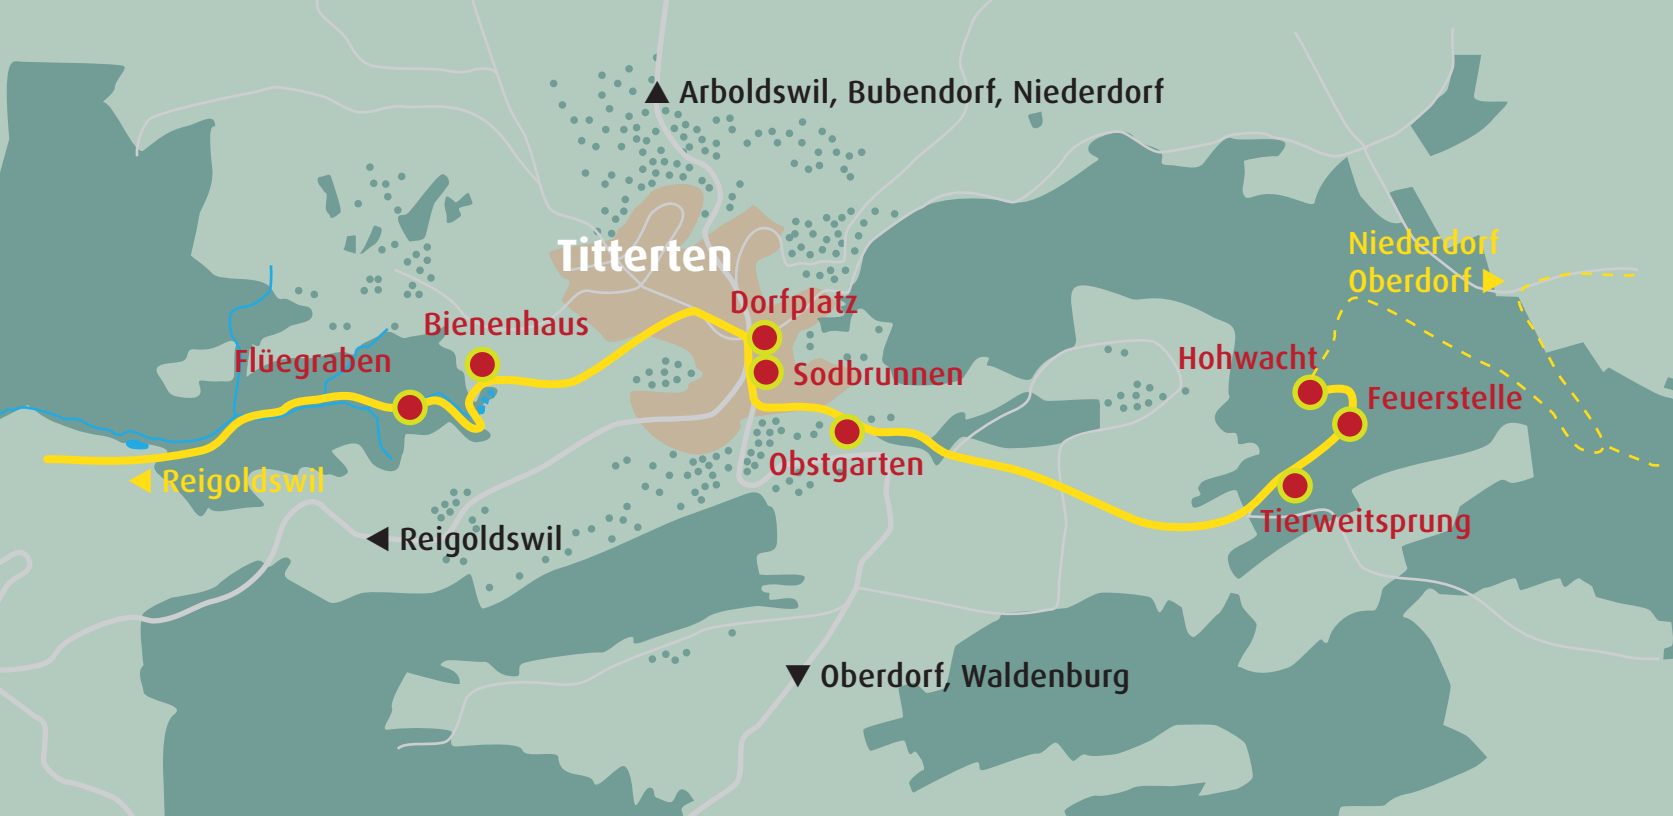 ▲ Arboldswil, Bubendorf, Niederdorf
Niederdorf
Oberdorf ▶
Titterten
Dorfplatz
Bienenhaus
Flüegraben
Hohwacht
Sodbrunnen
Feuerstelle
Obstgarten
◀ Reigoldswil
Tierweitsprung
◀ Reigoldswil
▼ Oberdorf, Waldenburg